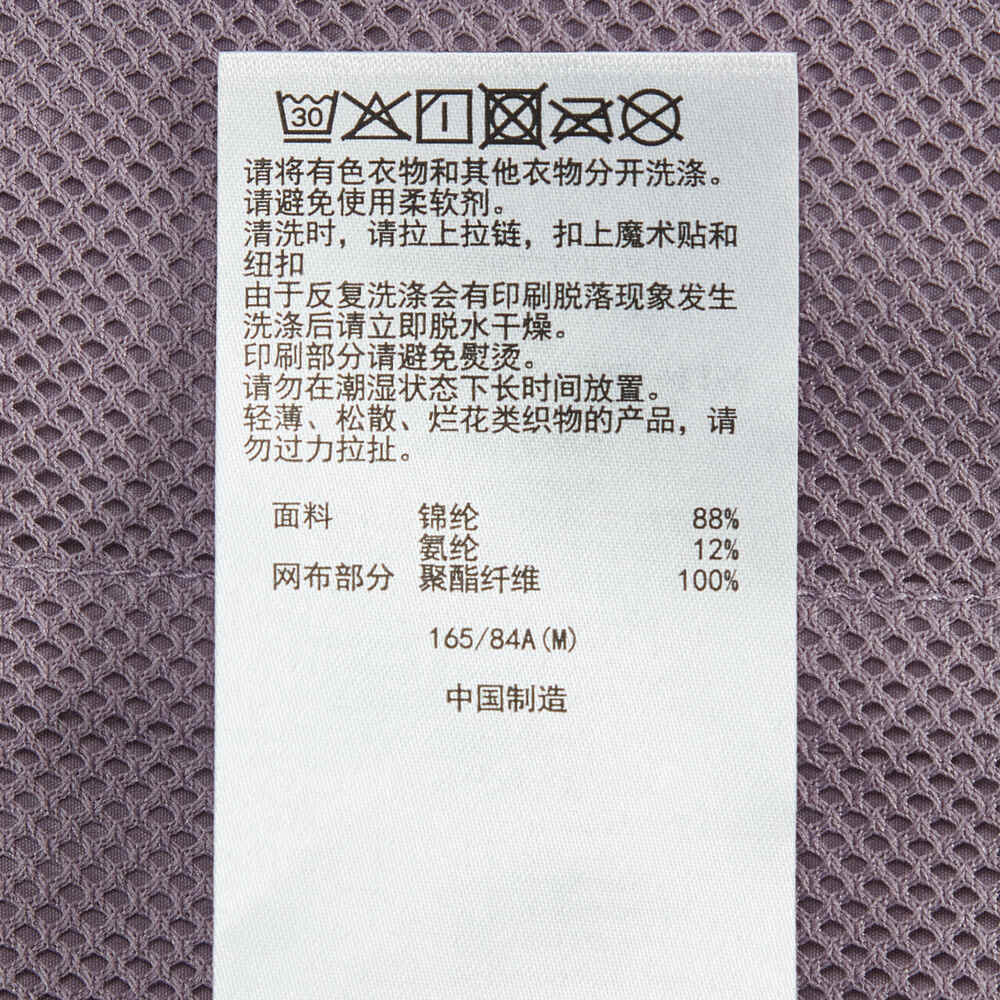 30
请将有色衣物和其他衣物分开洗涤。
请避免使用柔软剂。
清洗时，请拉上拉链，扣上魔术贴和
纽扣
由于反复洗涤会有印刷脱落现象发生
洗涤后请立即脱水干燥。
印刷部分请避免熨烫。
请勿在潮湿状态下长时间放置。
轻薄、松散、烂花类织物的产品，请
勿过力拉扯。
面料 锦纶 88%
氨纶 12%
网布部分 聚酯纤维 100%
165/84A(M)
中国制造